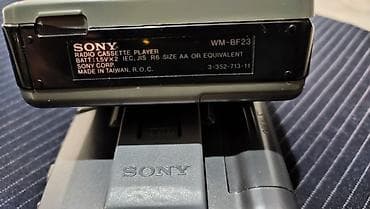 SONY WM-BF23
RADIO CASSETTE PLAYER
BATT: 1.5V×2 IEC, JIS R6 SIZE AA OR EQUIVALENT
SONY CORP. 3-352-713-11
MADE IN TAIWAN, R.O.C.
SONY